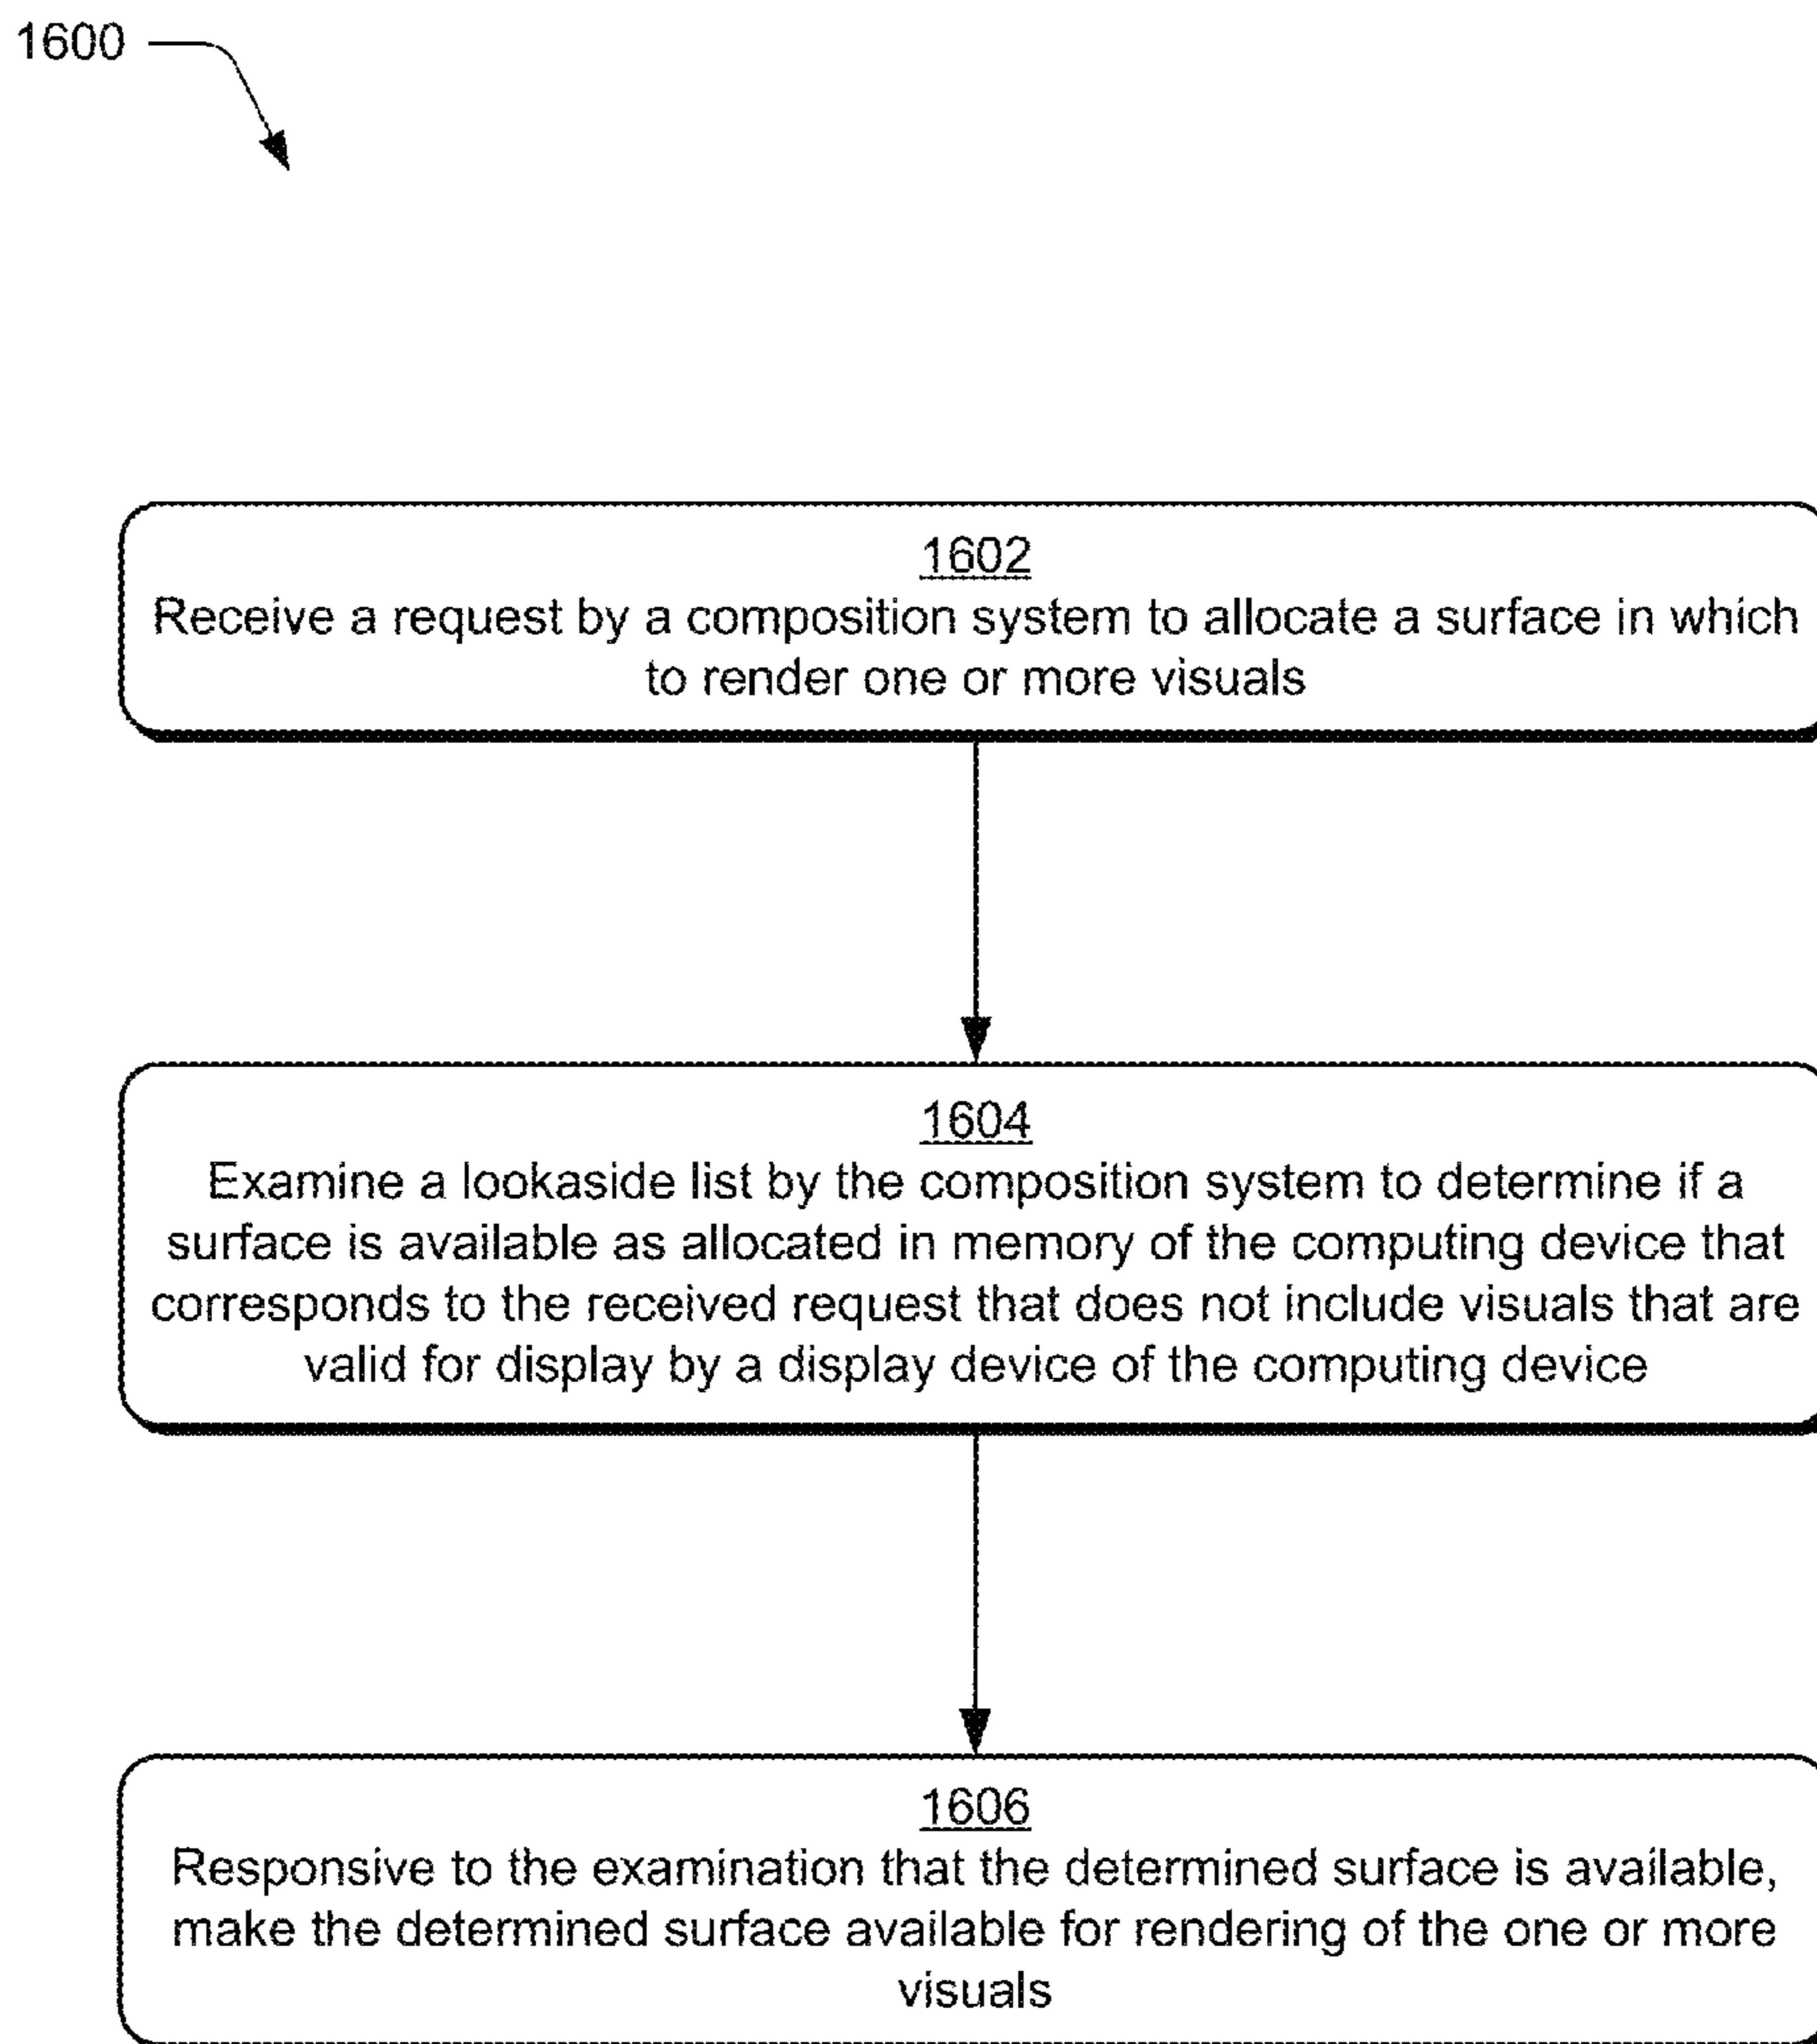 1600
1602
Receive a request by a composition system to allocate a surface in which
to render one or more visuals
1604
Examine a lookaside list by the composition system to determine if a
surface is available as allocated in memory of the computing device that
corresponds to the received request that does not include visuals that are
valid for display by a display device of the computing device
1606
Responsive to the examination that the determined surface is available,
make the determined surface available for rendering of the one or more
visuals